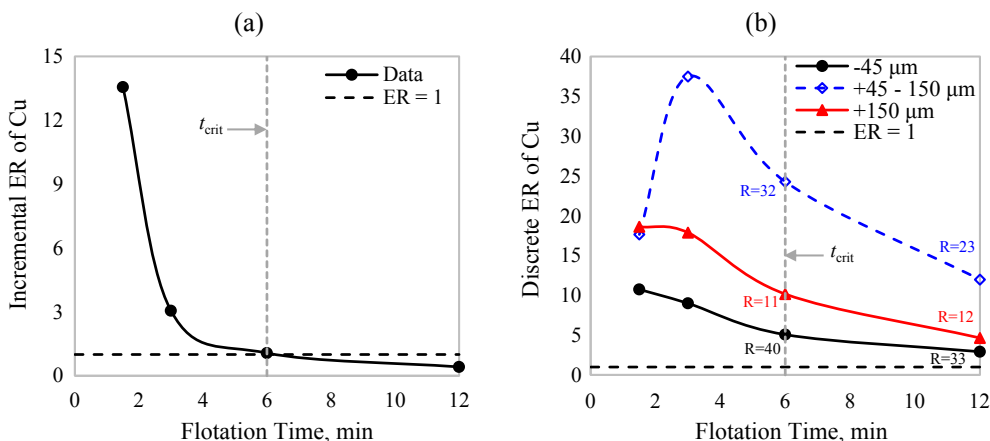 (a)
Incremental ER of Cu
15
12
9
6
3
0
Data
ER = 1
tcrit
0 2 4 6 8 10 12
Flotation Time, min
(b)
Discrete ER of Cu
40
35
30
25
20
15
10
5
0
-45 μm
+45 - 150 μm
+150 μm
ER = 1
R=32
R=23
tcrit
R=11
R=12
R=40
R=33
0 2 4 6 8 10 12
Flotation Time, min